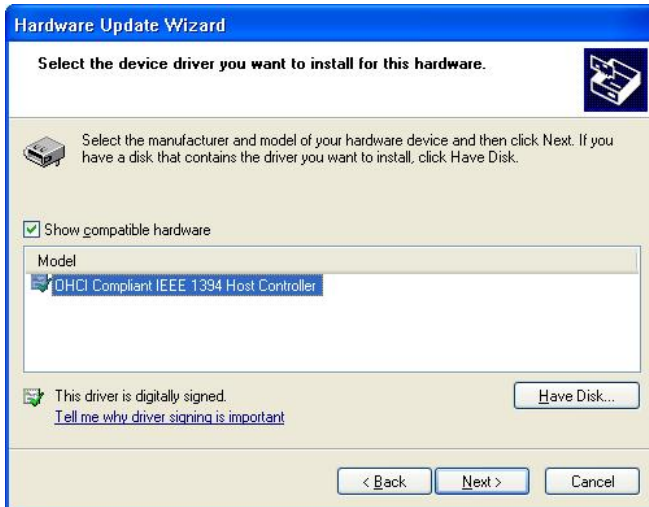 Hardware Update Wizard
Select the device driver you want to install for this hardware.
Select the manufacturer and model of your hardware device and then click Next. If you
have a disk that contains the driver you want to install, click Have Disk.
Show compatible hardware
Model
OHCI Compliant IEEE 1394 Host Controller
This driver is digitally signed.
Have Disk...
Tell me why driver signing is important
< Back
Next >
Cancel